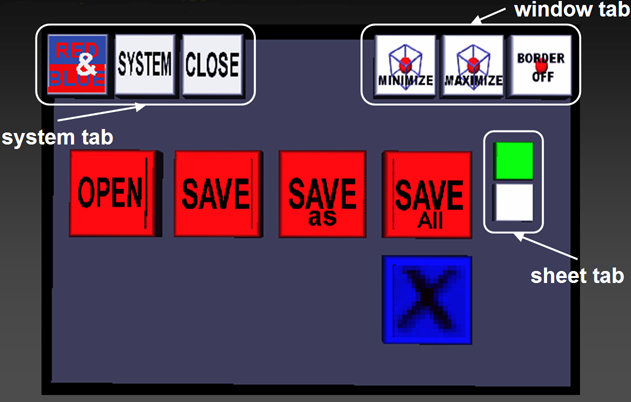 window tab
RED
&
BLUE
SYSTEM
CLOSE
MINIMIZE
MAXIMIZE
BORDER
OFF
system tab
OPEN
SAVE
SAVE
as
SAVE
All
sheet tab
X